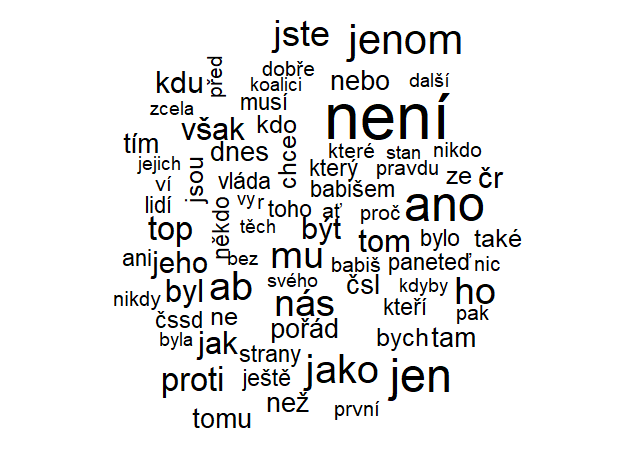 jste jenom
kdu před dobře nebo další
koalici
zcela musí není
však kdo
tím dnes chce které stan nikdo
jejich jsou který pravdu ze čr
ví vláda babišem
lidí někdo vy r toho ať proč ano
top těch být tom bylo také
ani jeho bez mu babiš paneteď nic
nikdy byl ab svého čsl kdyby ho
nás kteří
čssd ne pořád pak
byla jak bych tam
strany
proti ještě jako jen
než první
tomu